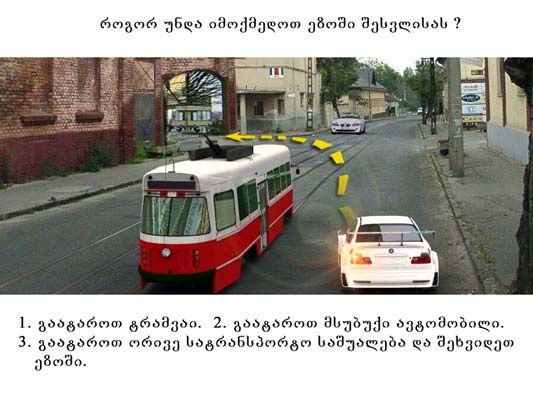 როგორ უნდა იმოქმედოთ ეზოში შესვლისას ?
1. გაატაროთ ტრამვაი. 2. გაატაროთ მსუბუქი ავტომობილი.
3. გაატაროთ ორივე სატრანსპორტო საშუალება და შეხვიდეთ
ეზოში.